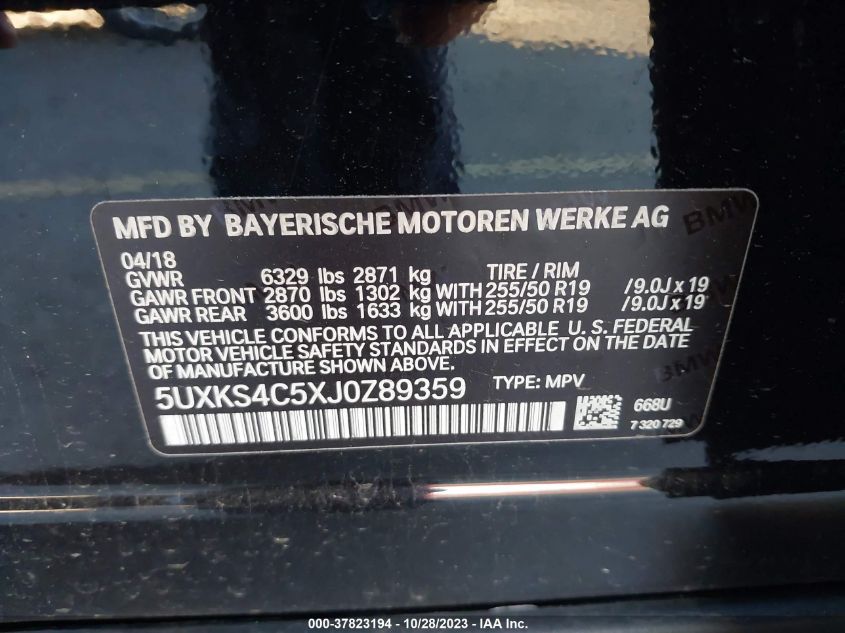 MFD BY BAYERISCHE MOTOREN WERKE AG
04/18
GVWR 6329 lbs 2871 kg TIRE / RIM
GAWR FRONT 2870 lbs 1302 kg WITH 255/50 R19 /9.0J x 19
GAWR REAR 3600 lbs 1633 kg WITH 255/50 R19 /9.0J x 19
THIS VEHICLE CONFORMS TO ALL APPLICABLE U. S. FEDERAL
MOTOR VEHICLE SAFETY STANDARDS IN EFFECT ON THE DATE
OF MANUFACTURE SHOWN ABOVE.
5UXKS4C5XJ0Z89359 TYPE: MPV
668U
7 320 729
000-37823194 - 10/28/2023 - IAA Inc.